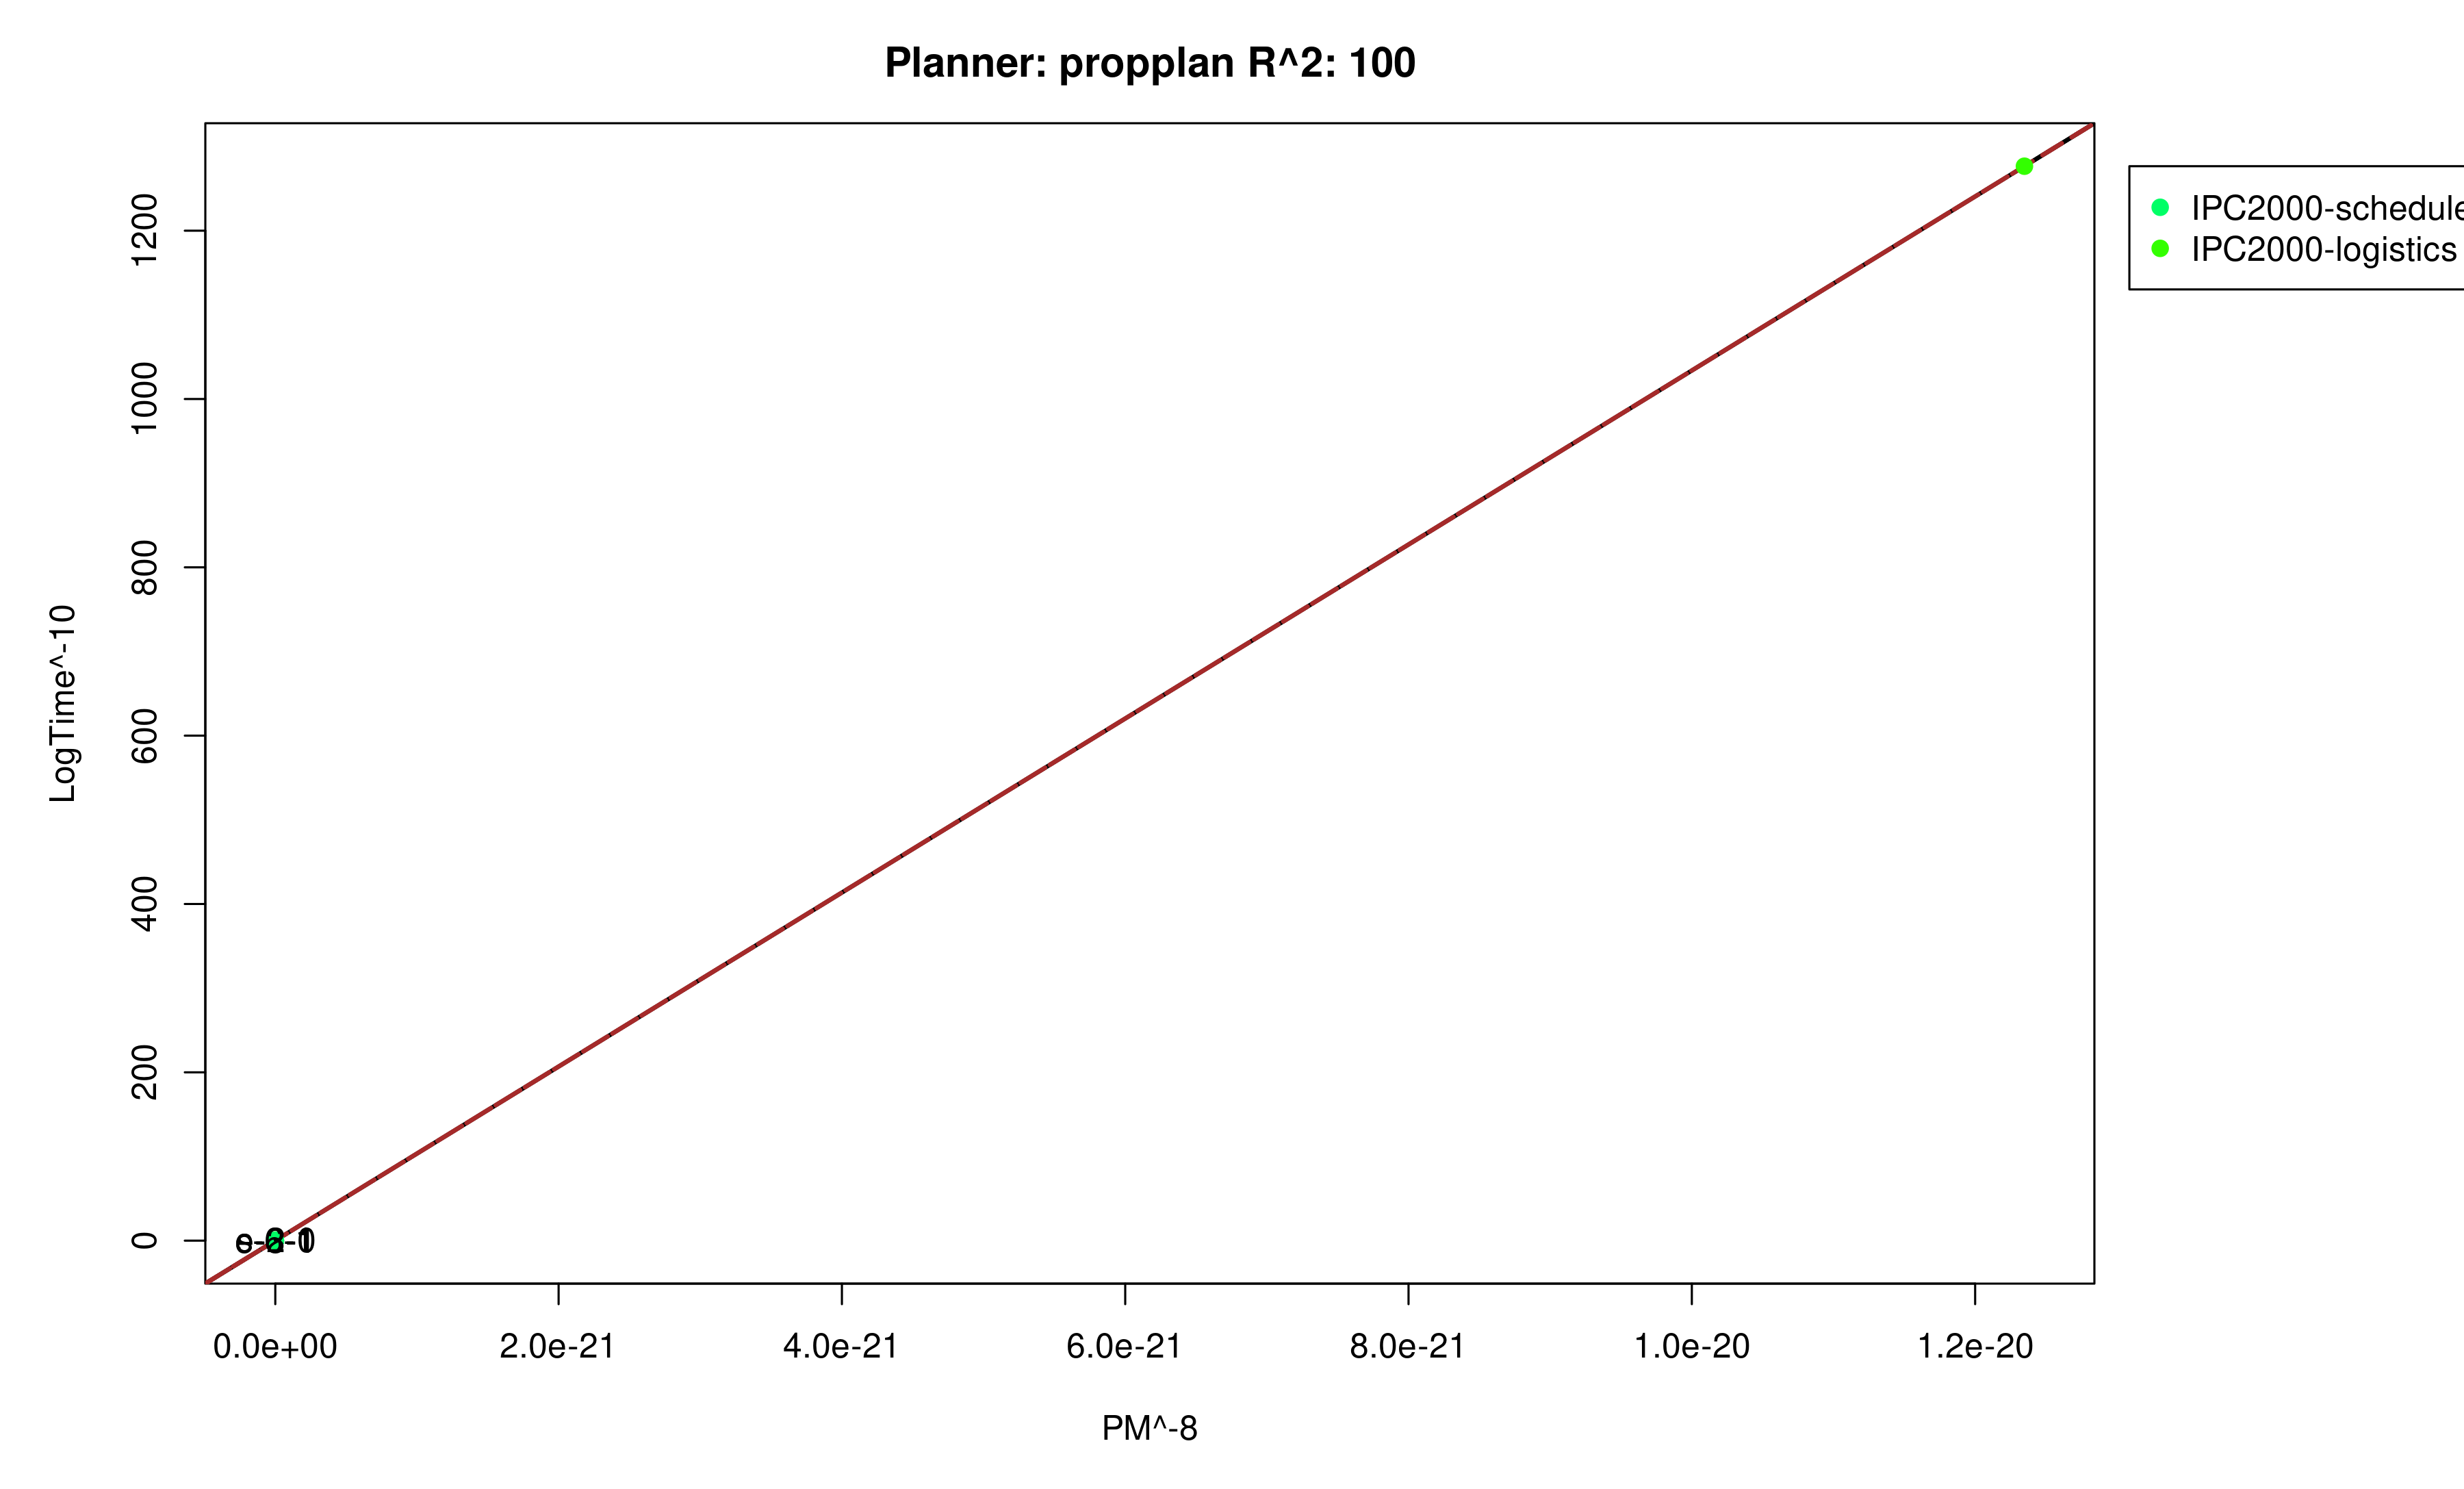 Planner: propplan R^2: 100
LogTime^-10
1200
1000
800
600
400
200
0
0.0e+00
2.0e-21
4.0e-21
6.0e-21
8.0e-21
1.0e-20
1.2e-20
PM^-8
IPC2000-schedule
IPC2000-logistics